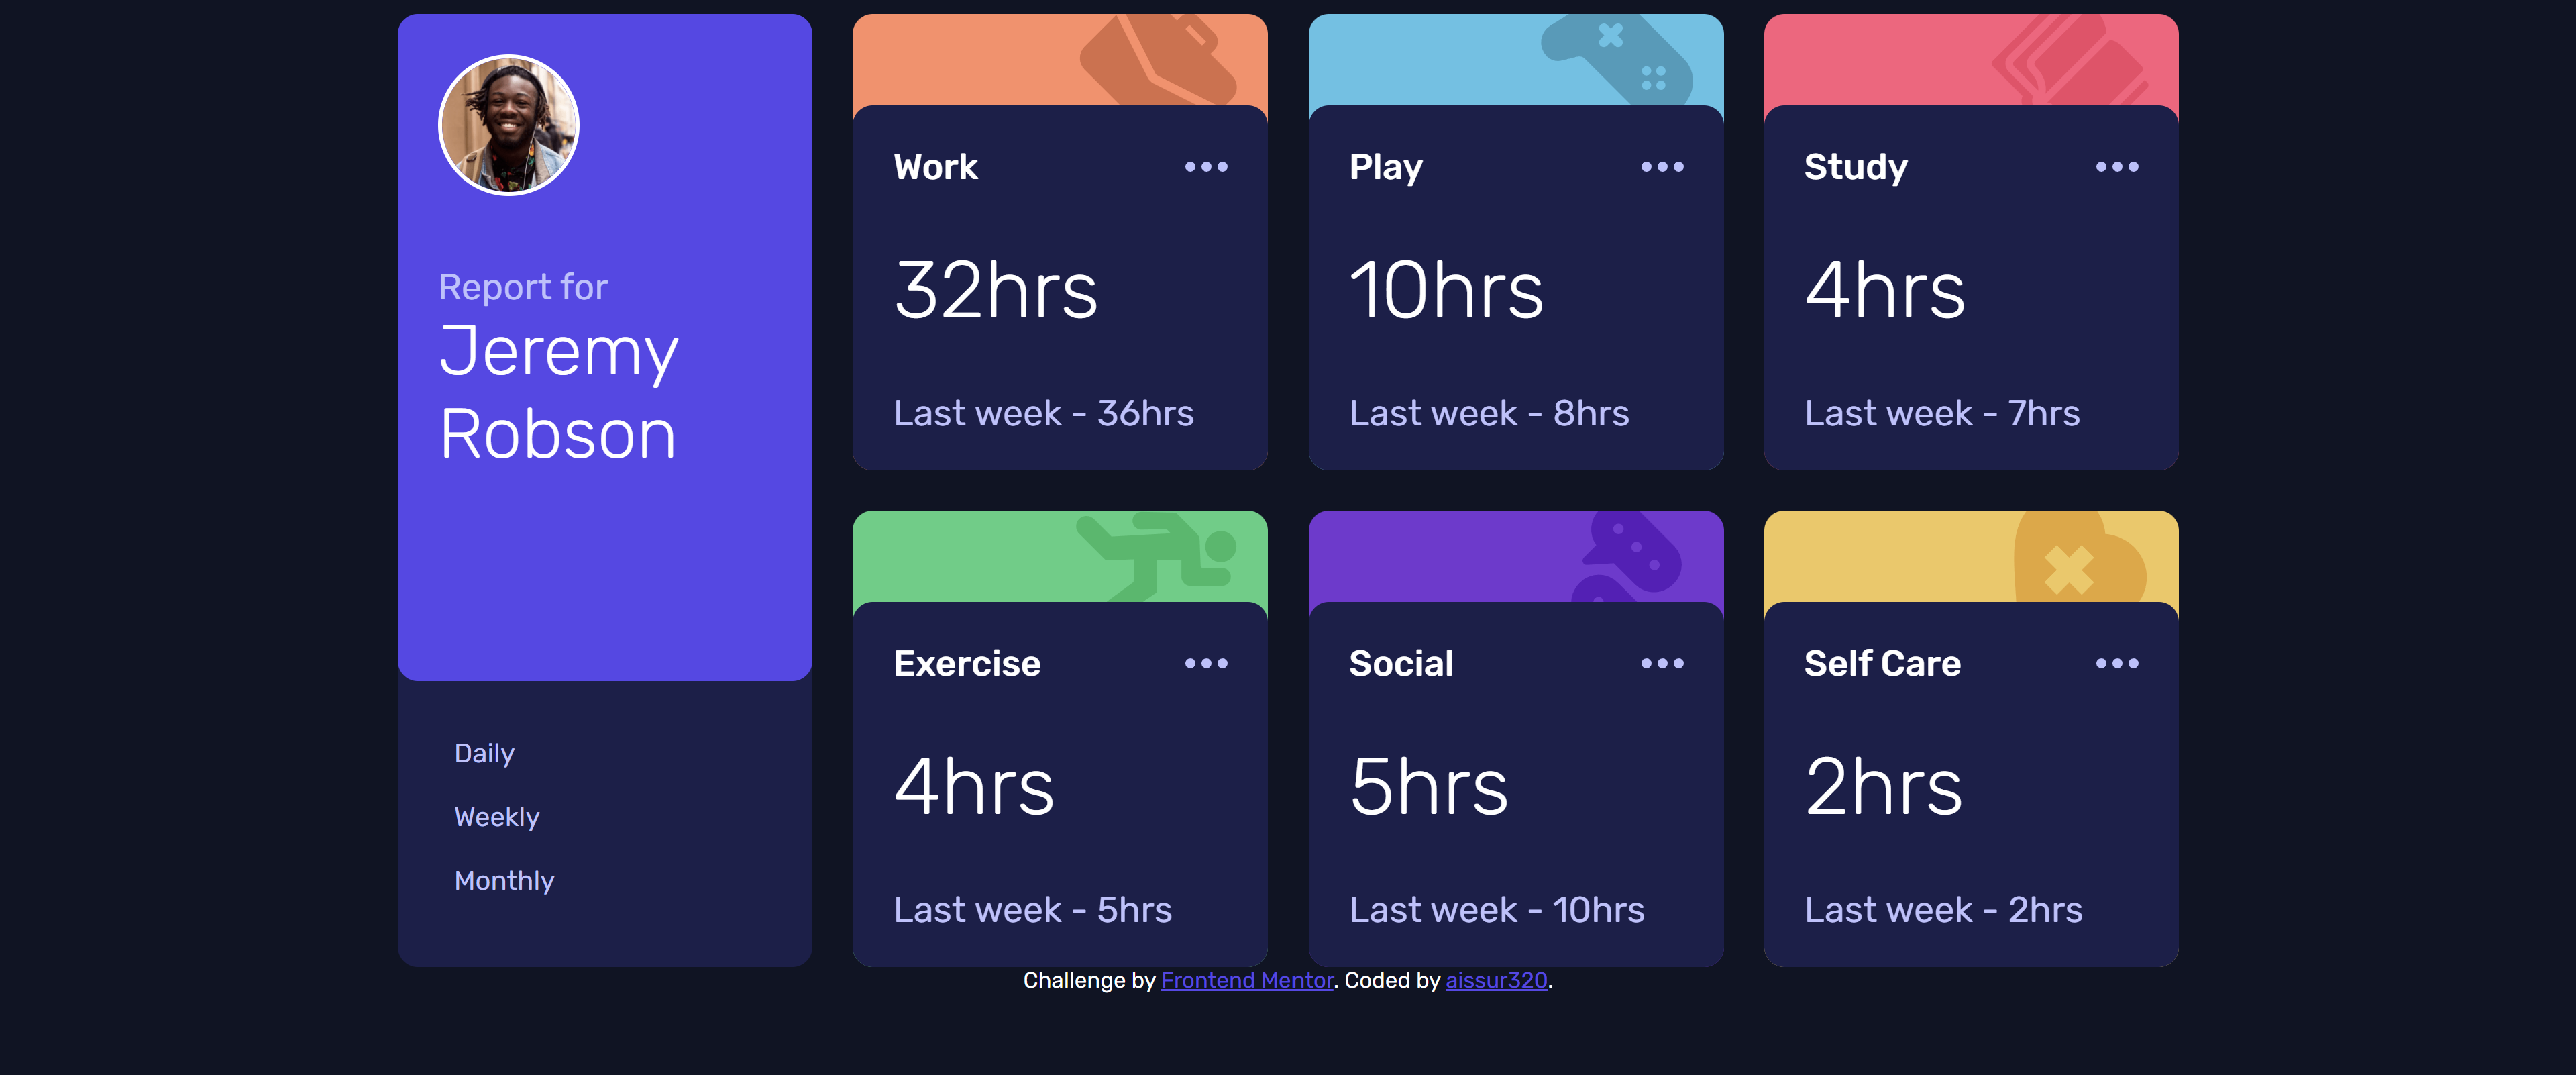 Report for
Jeremy
Robson
Daily
Weekly
Monthly
Work
32hrs
Last week - 36hrs
Play
10hrs
Last week - 8hrs
Study
4hrs
Last week - 7hrs
Exercise
4hrs
Last week - 5hrs
Social
5hrs
Last week - 10hrs
Self Care
2hrs
Last week - 2hrs
Challenge by Frontend Mentor. Coded by aissur320.